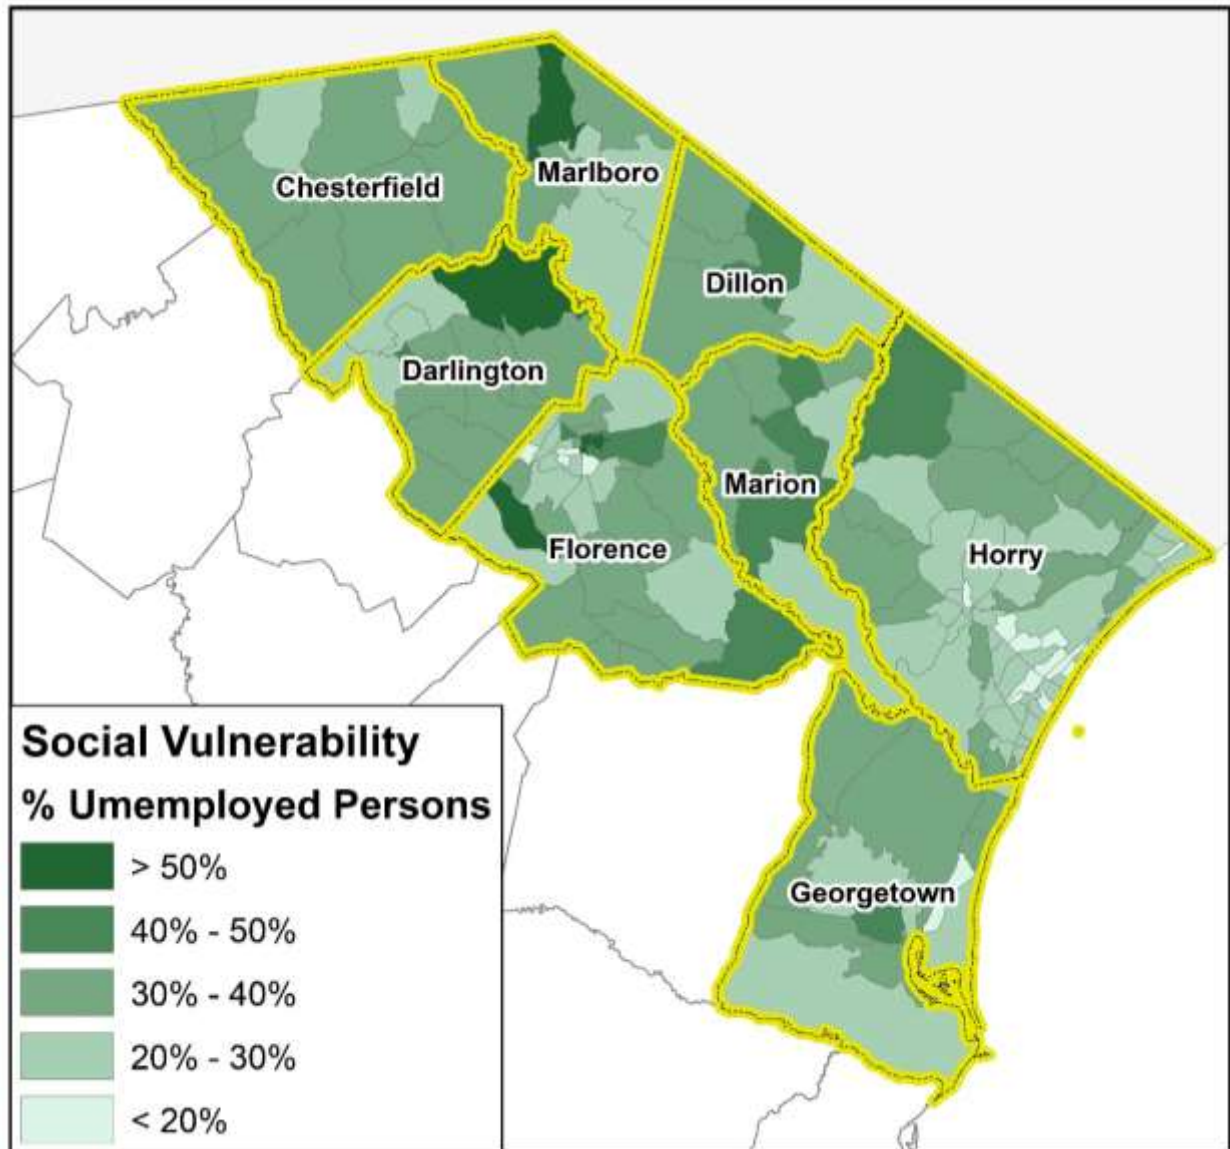 Chesterfield
Marlboro
Dillon
Darlington
Marion
Florence
Horry
Georgetown
Social Vulnerability
% Umemployed Persons
> 50%
40% - 50%
30% - 40%
20% - 30%
< 20%